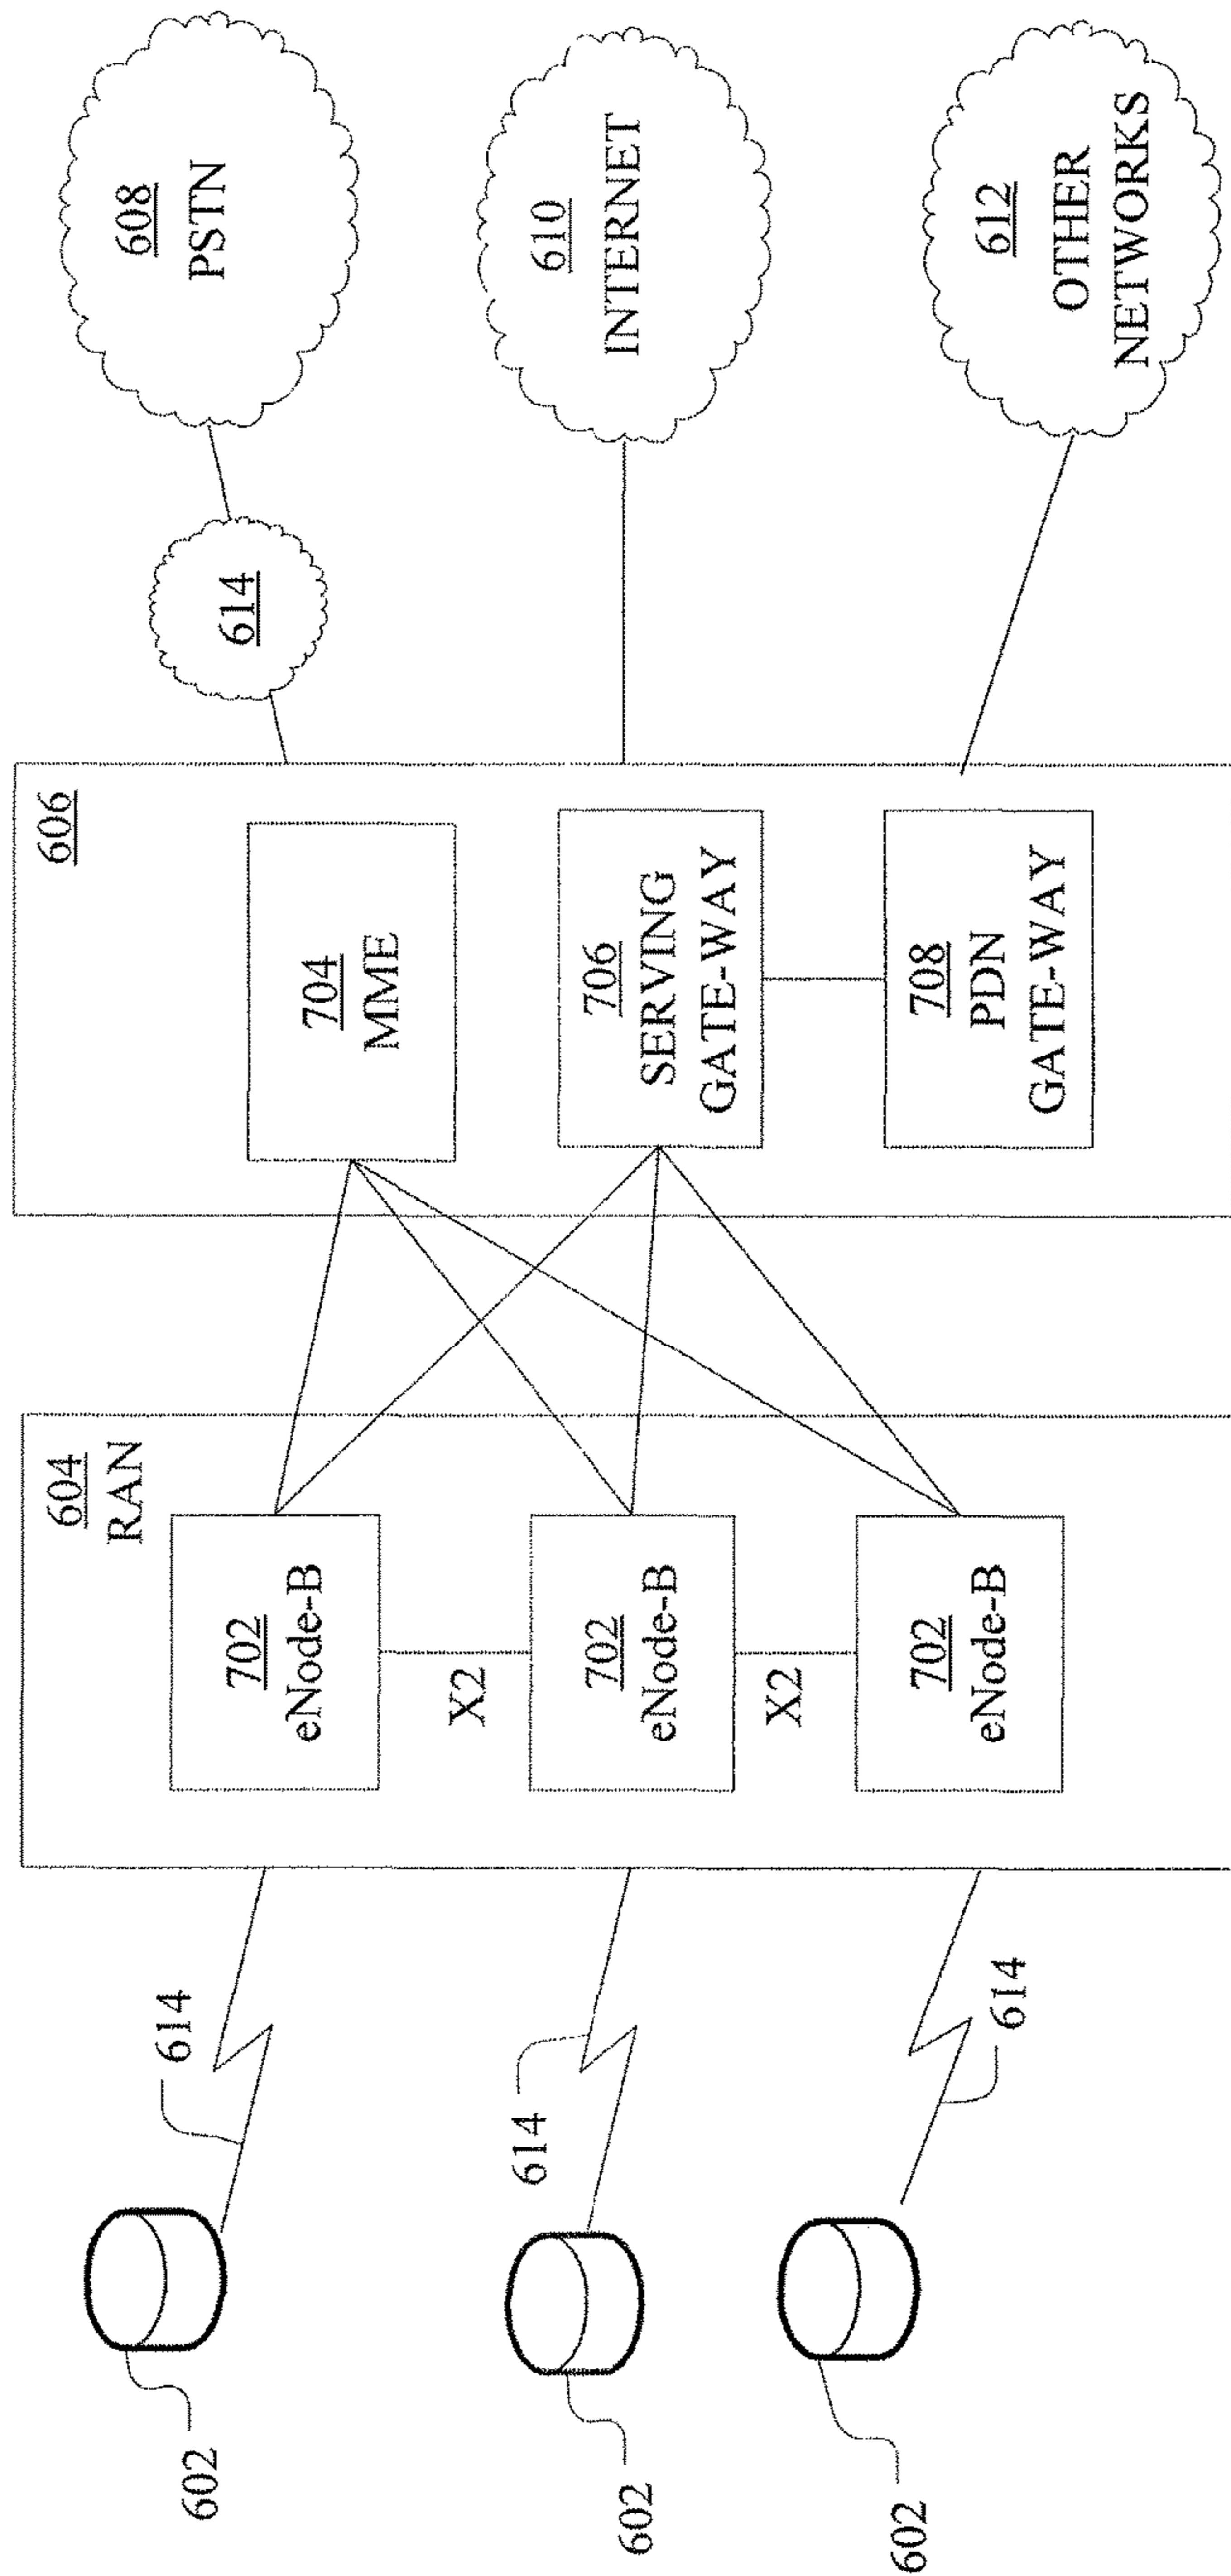 602
602
602
614
614
614
604
RAN
702
eNode-B
X2
702
eNode-B
X2
702
eNode-B
606
704
MME
706
SERVING
GATE-WAY
708
PDN
GATE-WAY
614
608
PSTN
610
INTERNET
612
OTHER
NETWORKS